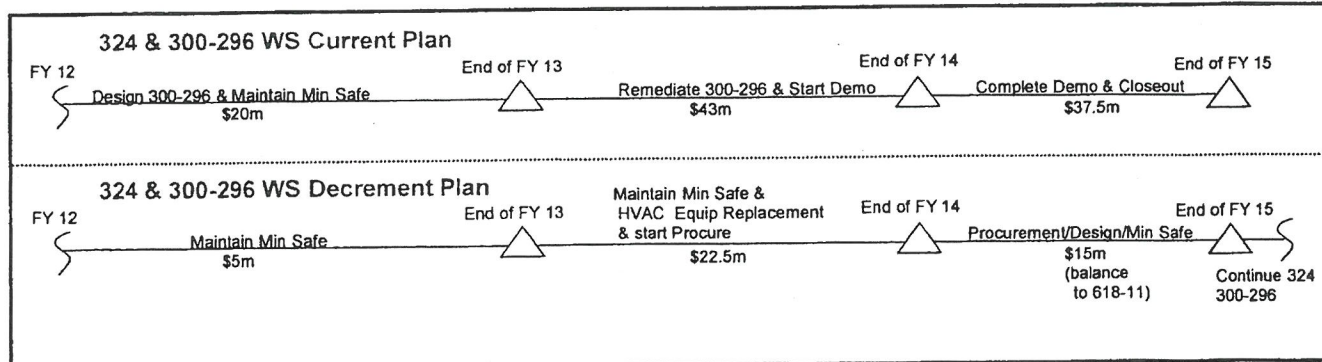 324 & 300-296 WS Current Plan
FY 12
End of FY 13
End of FY 14
End of FY 15
Design 300-296 & Maintain Min Safe
$20m
Remediate 300-296 & Start Demo
$43m
Complete Demo & Closeout
$37.5m
324 & 300-296 WS Decrement Plan
FY 12
End of FY 13
End of FY 14
End of FY 15
Maintain Min Safe
$5m
Maintain Min Safe &
HVAC Equip Replacement
& start Procure
$22.5m
Procurement/Design/Min Safe
$15m
(balance
to 618-11)
Continue 324
300-296